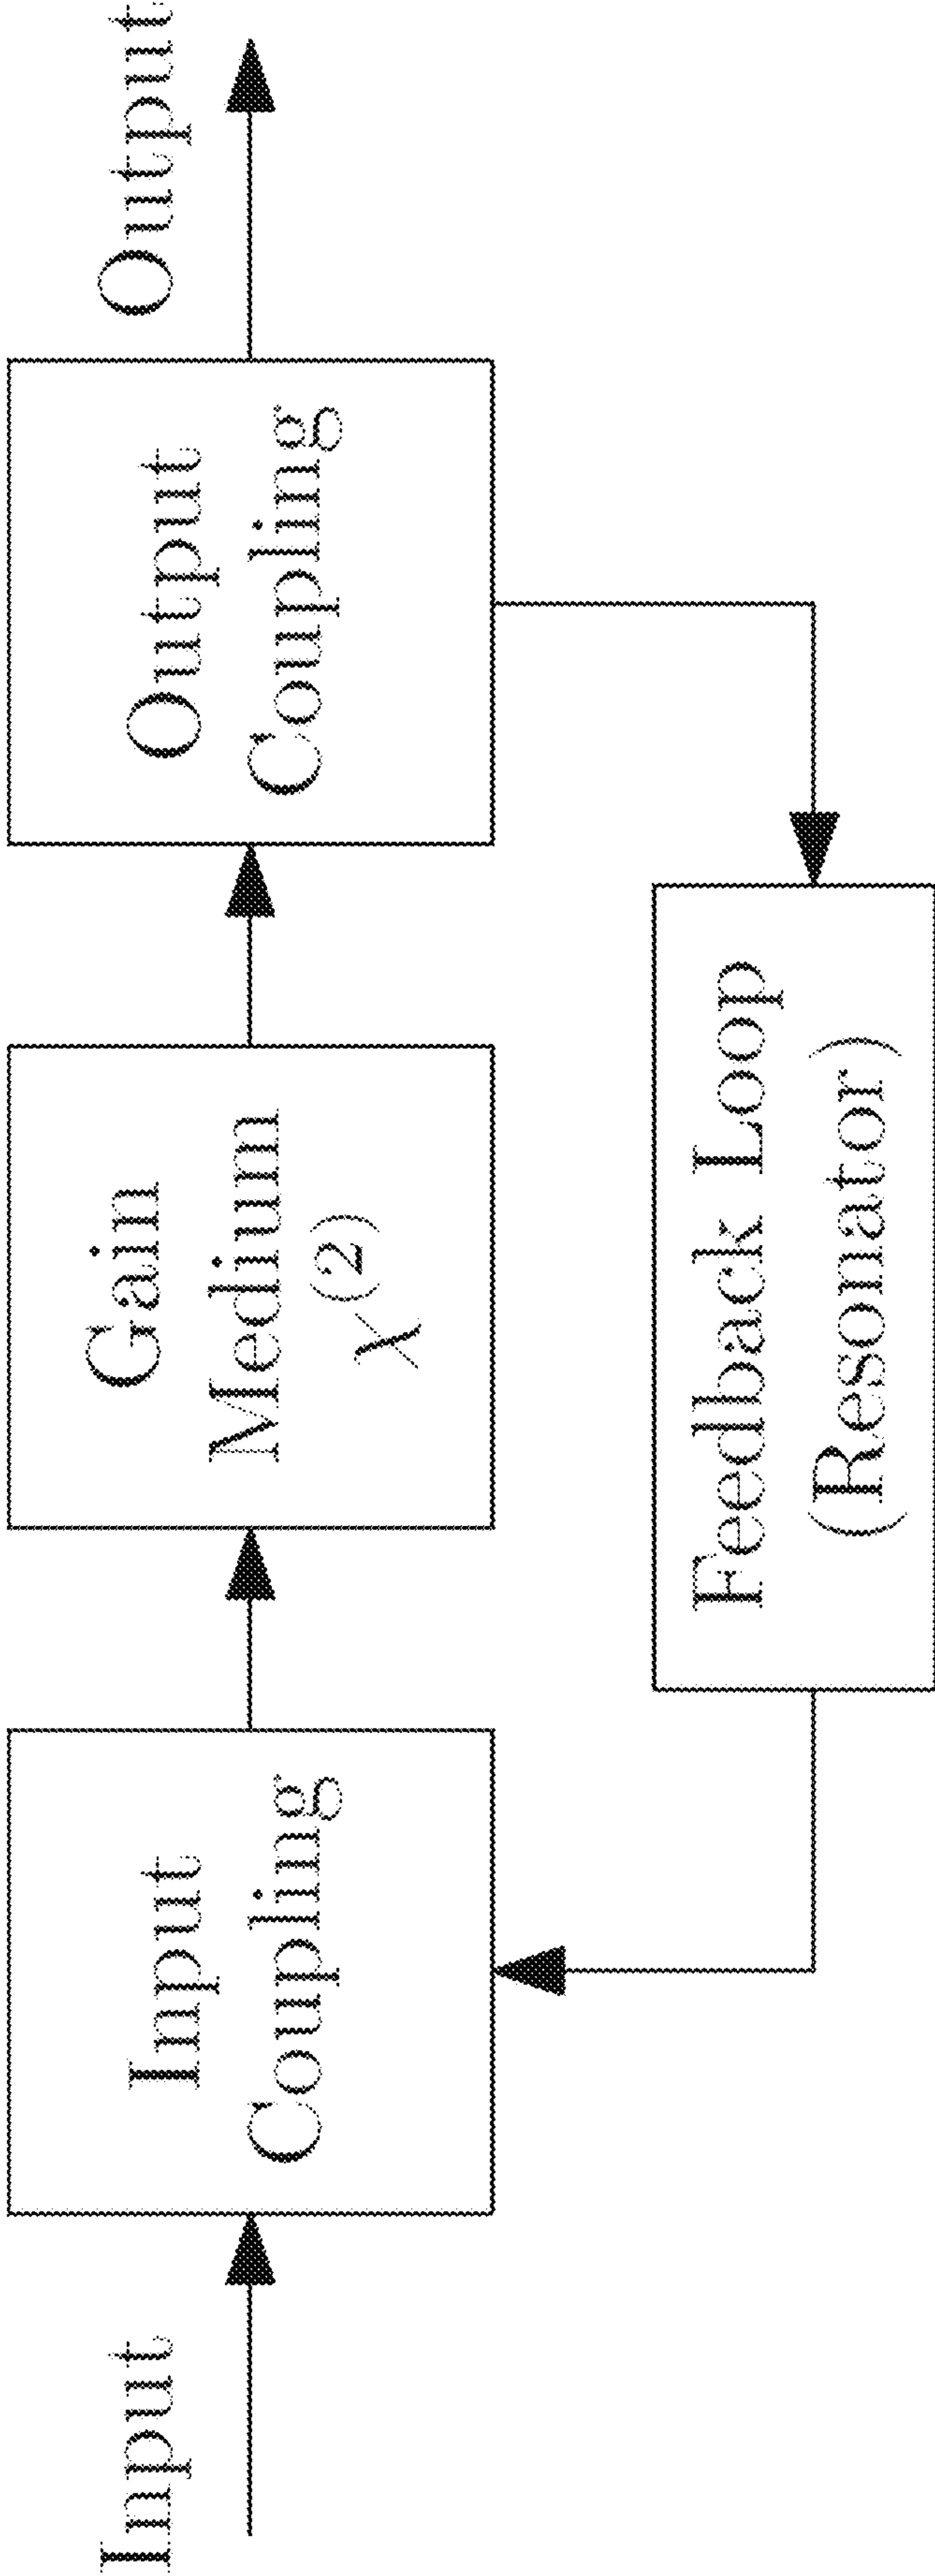 Input
Input
Coupling
Gain
Medium
χ(2)
Output
Coupling
Output
Feedback Loop
(Resonator)